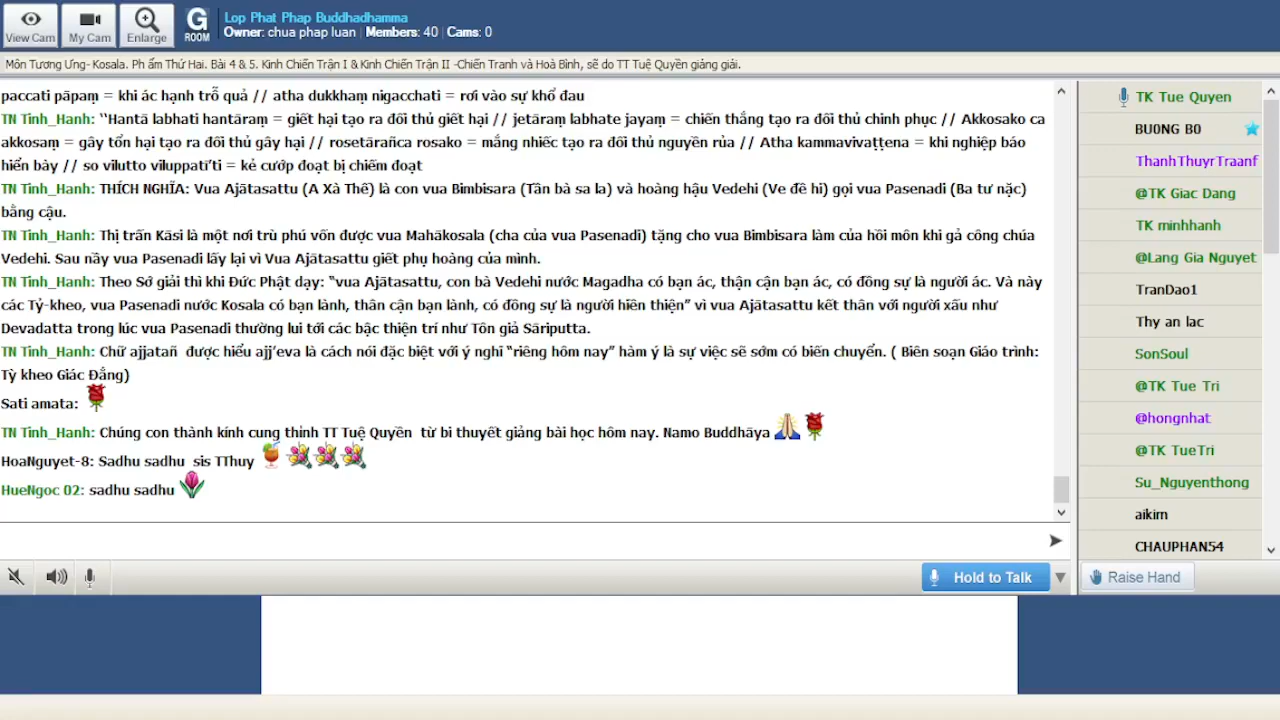 View Cam
My Cam
Enlarge
G
ROOM
Lop Phat Phap Buddhadhamma
Owner: chua phap luan | Members: 40 | Cams: 0
Môn Tương Ưng- Kosala. Ph ẩm Thứ Hai. Bài 4 & 5. Kinh Chiến Trận I & Kinh Chiến Trận II -Chiến Tranh và Hoà Bình, sẽ do TT Tuệ Quyền giảng giải.
paccati pāpaṃ = khi ác hạnh trỗ quả // atha dukkhaṃ nigacchati = rơi vào sự khổ đau
TN Tinh_Hanh: ‘‘Hantā labhati hantāraṃ = giết hại tạo ra đối thủ giết hại // jetāraṃ labhate jayaṃ = chiến thắng tạo ra đối thủ chinh phục // Akkosako ca
akkosaṃ = gây tổn hại tạo ra đối thủ gây hại // rosetārañca rosako = mắng nhiếc tạo ra đối thủ nguyền rủa // Atha kammavivaṭṭena = khi nghiệp báo
hiển bày // so vilutto viluppati’ti = kẻ cướp đoạt bị chiếm đoạt
TN Tinh_Hanh: THÍCH NGHĨA: Vua Ajātasattu (A Xà Thế) là con vua Bimbisara (Tân bà sa la) và hoàng hậu Vedehi (Ve đề hi) gọi vua Pasenadi (Ba tư nặc)
bằng cậu.
TN Tinh_Hanh: Thị trấn Kāsi là một nơi trù phú vốn được vua Mahākosala (cha của vua Pasenadi) tặng cho vua Bimbisara làm của hồi môn khi gả công chúa
Vedehi. Sau nầy vua Pasenadi lấy lại vì Vua Ajātasattu giết phụ hoàng của mình.
TN Tinh_Hanh: Theo Sớ giải thì khi Đức Phật dạy: “vua Ajātasattu, con bà Vedehi nước Magadha có bạn ác, thận cận bạn ác, có đồng sự là người ác. Và này
các Tỷ-kheo, vua Pasenadi nước Kosala có bạn lành, thân cận bạn lành, có đồng sự là người hiền thiện” vì vua Ajātasattu kết thân với người xấu như
Devadatta trong lúc vua Pasenadi thường lui tới các bậc thiện trí như Tôn giả Sāriputta.
TN Tinh_Hanh: Chữ ajjatañ được hiểu ajj’eva là cách nói đặc biệt với ý nghĩ “riêng hôm nay” hàm ý là sự việc sẽ sớm có biến chuyển. ( Biên soạn Giáo trình:
Tỳ kheo Giác Đẳng)
Sati amata:
TN Tinh_Hanh: Chúng con thành kính cung thỉnh TT Tuệ Quyền từ bi thuyết giảng bài học hôm nay. Namo Buddhāya
HoaNguyet-8: Sadhu sadhu sis TThuy
HueNgoc 02: sadhu sadhu
Hold to Talk
TK Tue Quyen
BU0NG B0
ThanhThuyrTraanf
@TK Giac Dang
TK minhhanh
@Lang Gia Nguyet
TranDao1
Thy an lac
SonSoul
@TK Tue Tri
@hongnhat
@TK TueTri
Su_Nguyenthong
aikim
CHAUPHAN54
Raise Hand